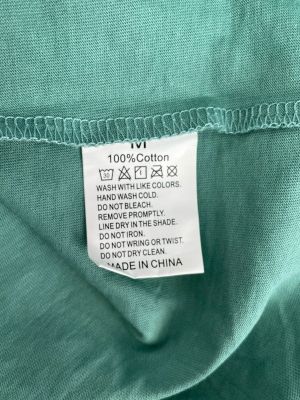 M
100%Cotton
30
WASH WITH LIKE COLORS.
HAND WASH COLD.
DO NOT BLEACH.
REMOVE PROMPTLY.
LINE DRY IN THE SHADE.
DO NOT IRON.
DO NOT WRING OR TWIST.
DO NOT DRY CLEAN.
MADE IN CHINA